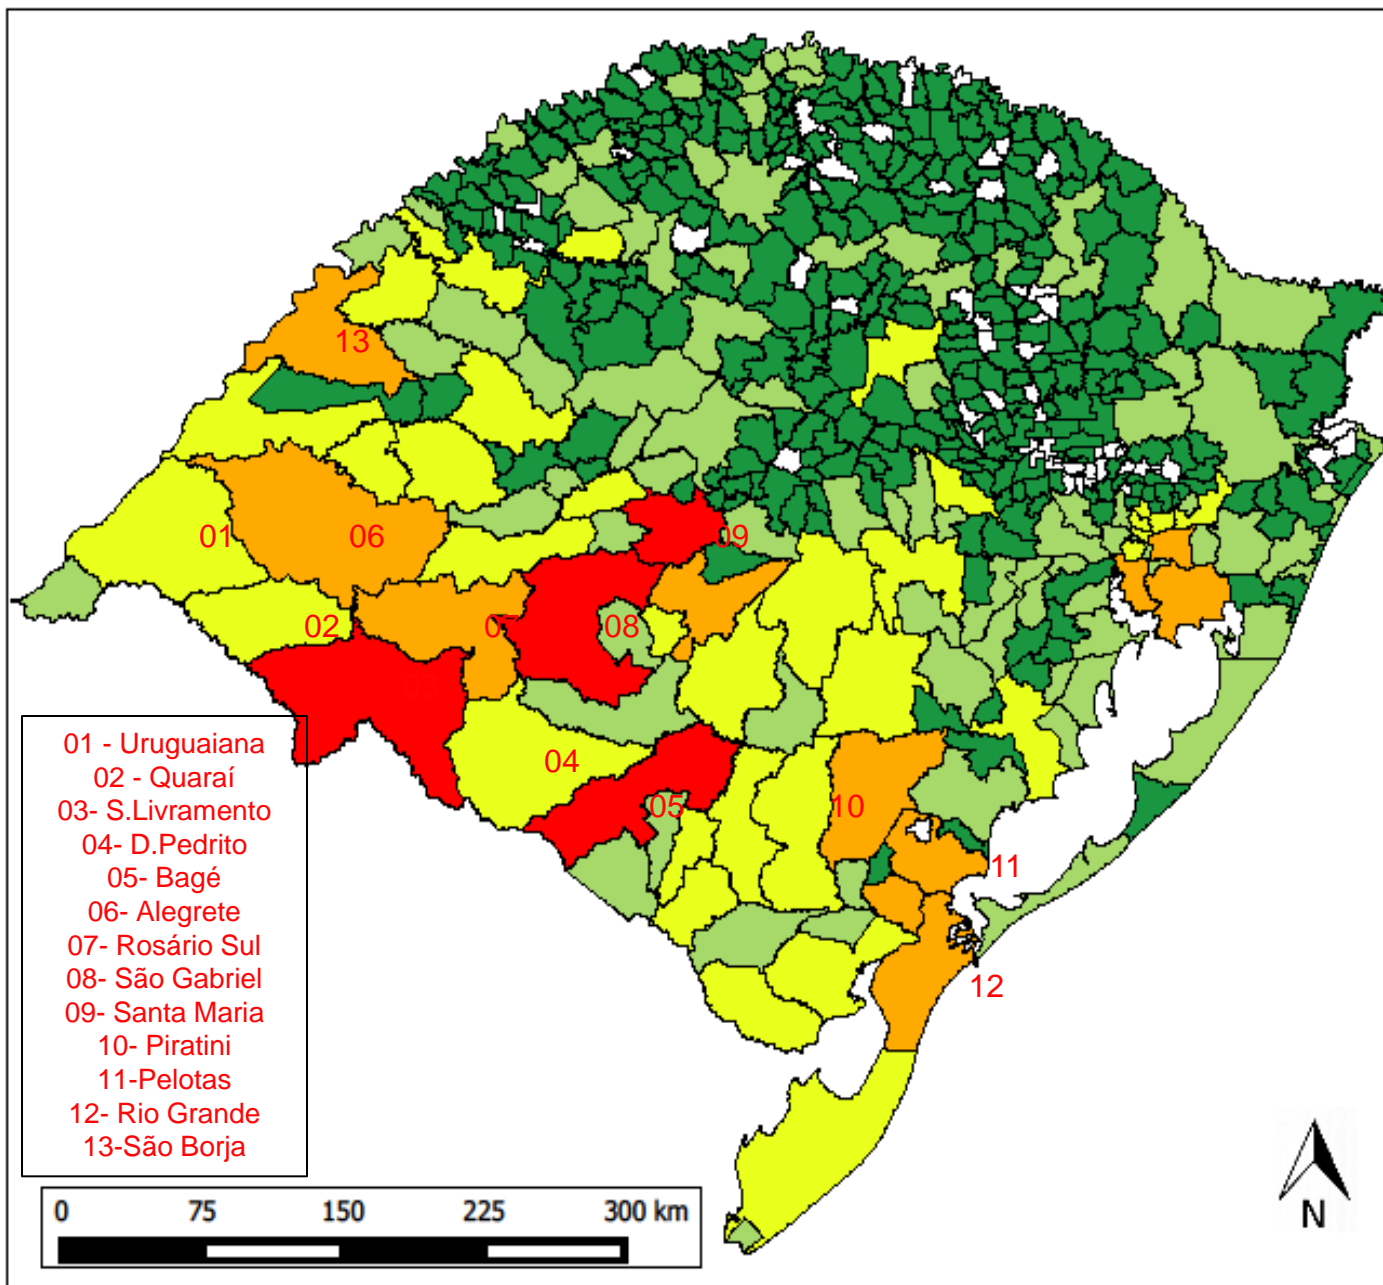 13
01
06
09
02
07
08
03
04
05
10
11
12
01 - Uruguaiana
02 - Quaraí
03- S.Livramento
04- D.Pedrito
05- Bagé
06- Alegrete
07- Rosário Sul
08- São Gabriel
09- Santa Maria
10- Piratini
11-Pelotas
12- Rio Grande
13-São Borja
0 75 150 225 300 km
N